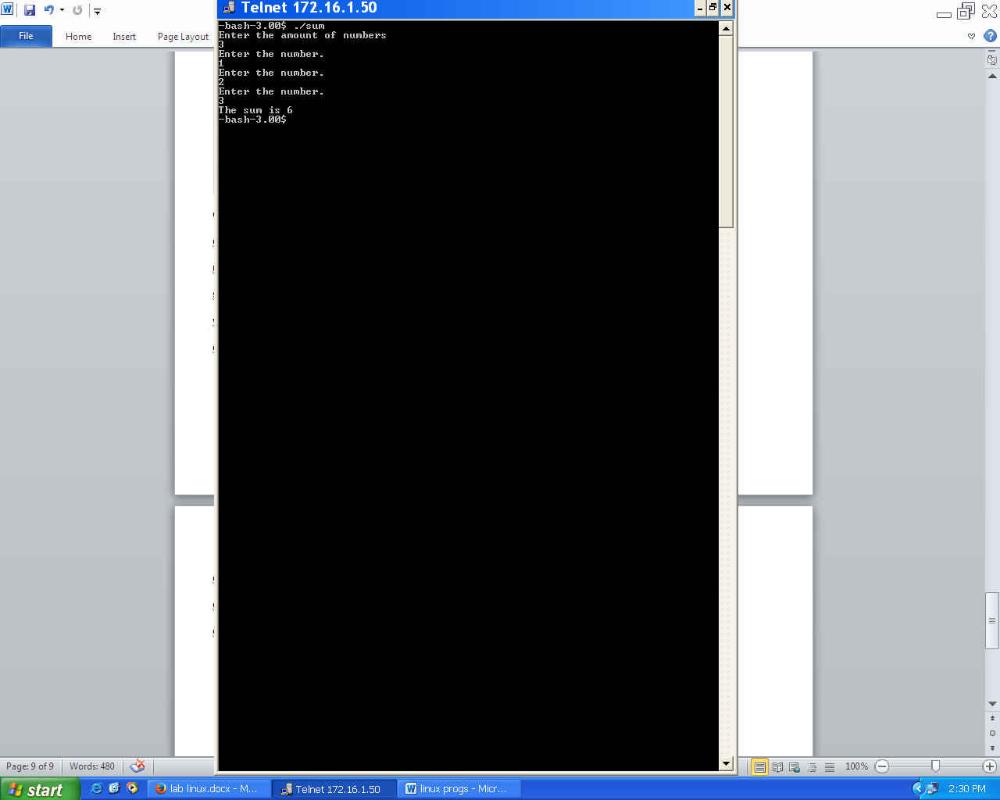 Telnet 172.16.1.50
File Home Insert Page Layout
-bash-3.00$ ./sum
Enter the amount of numbers
3
Enter the number.
1
Enter the number.
2
Enter the number.
3
The sum is 6
-bash-3.00$
Page: 9 of 9 Words: 480 100%
start lab linux.docx - M... Telnet 172.16.1.50 linux progs - Micr... 2:30 PM